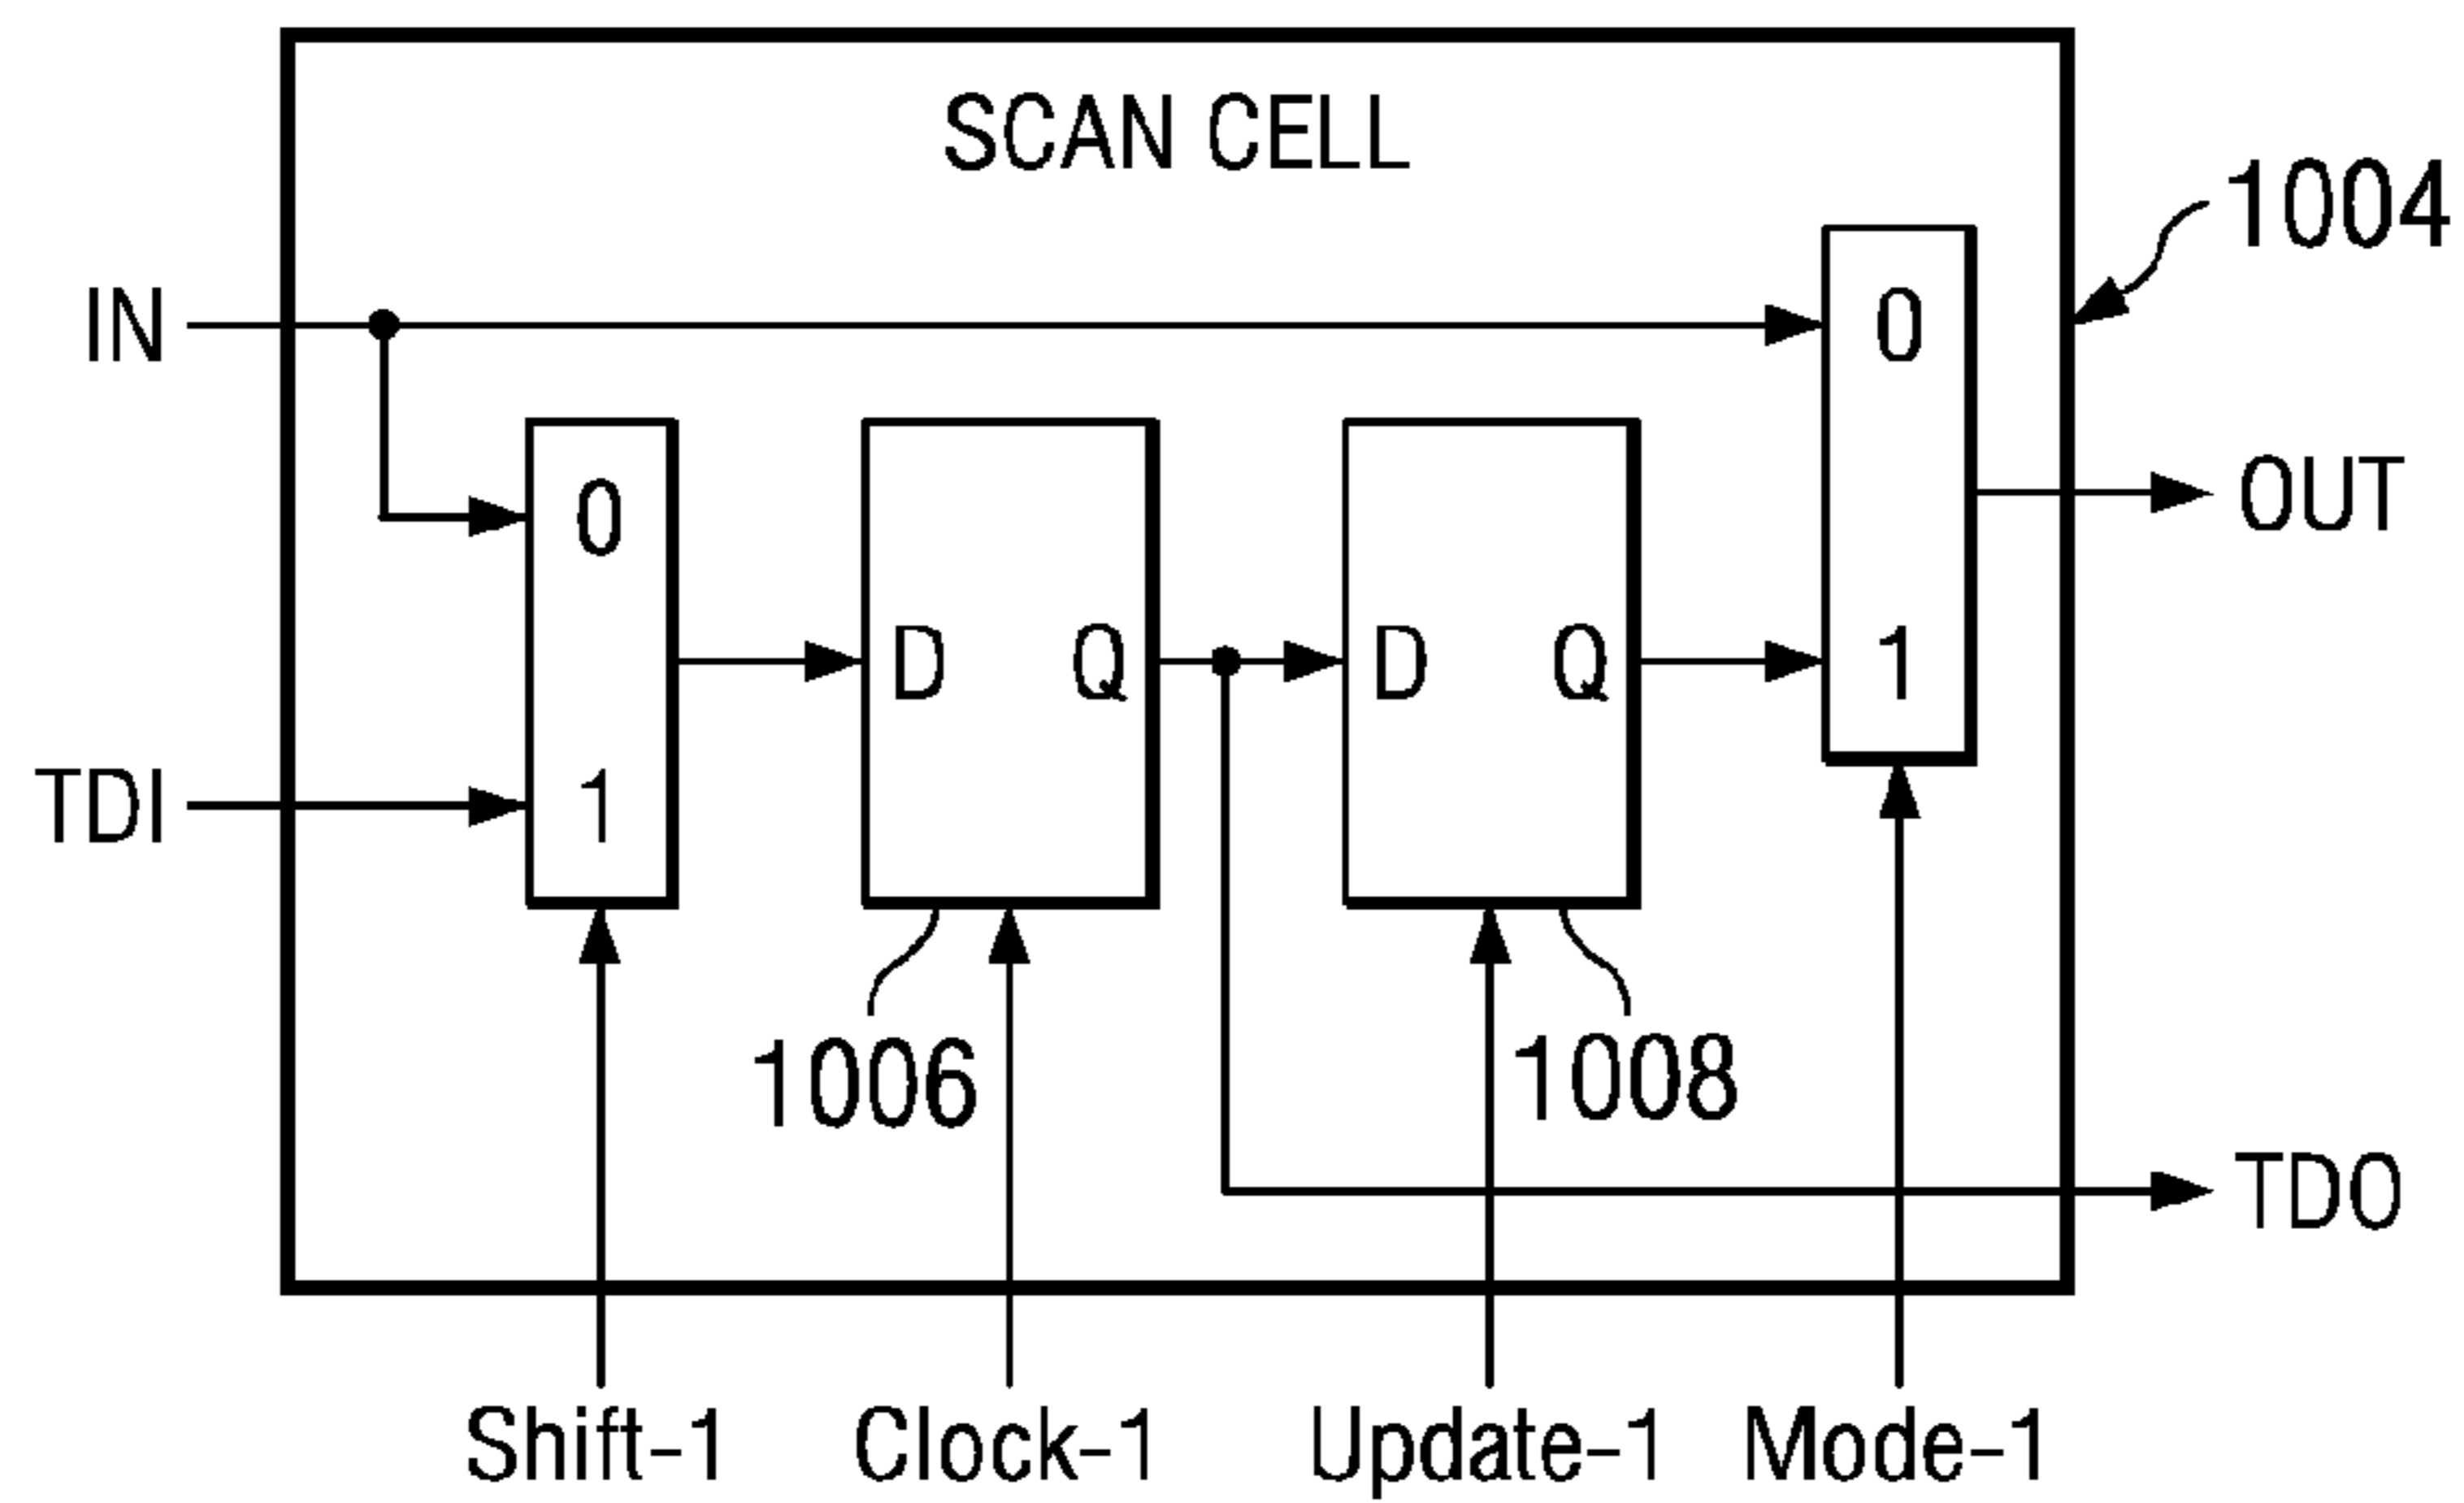 SCAN CELL
1004
IN
0
0
OUT
D Q D Q
1
TDI
1
1006
1008
TDO
Shift-1 Clock-1 Update-1 Mode-1